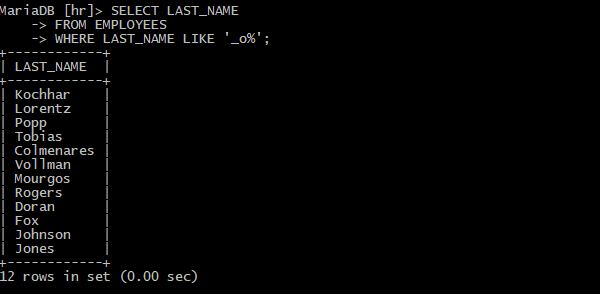 MariaDB [hr]> SELECT LAST_NAME
    -> FROM EMPLOYEES
    -> WHERE LAST_NAME LIKE '_o%';
+------------+
| LAST_NAME  |
+------------+
| Kochhar    |
| Lorentz    |
| Popp       |
| Tobias     |
| Colmenares |
| Vollman    |
| Mourgos    |
| Rogers     |
| Doran      |
| Fox        |
| Johnson    |
| Jones      |
+------------+
12 rows in set (0.00 sec)